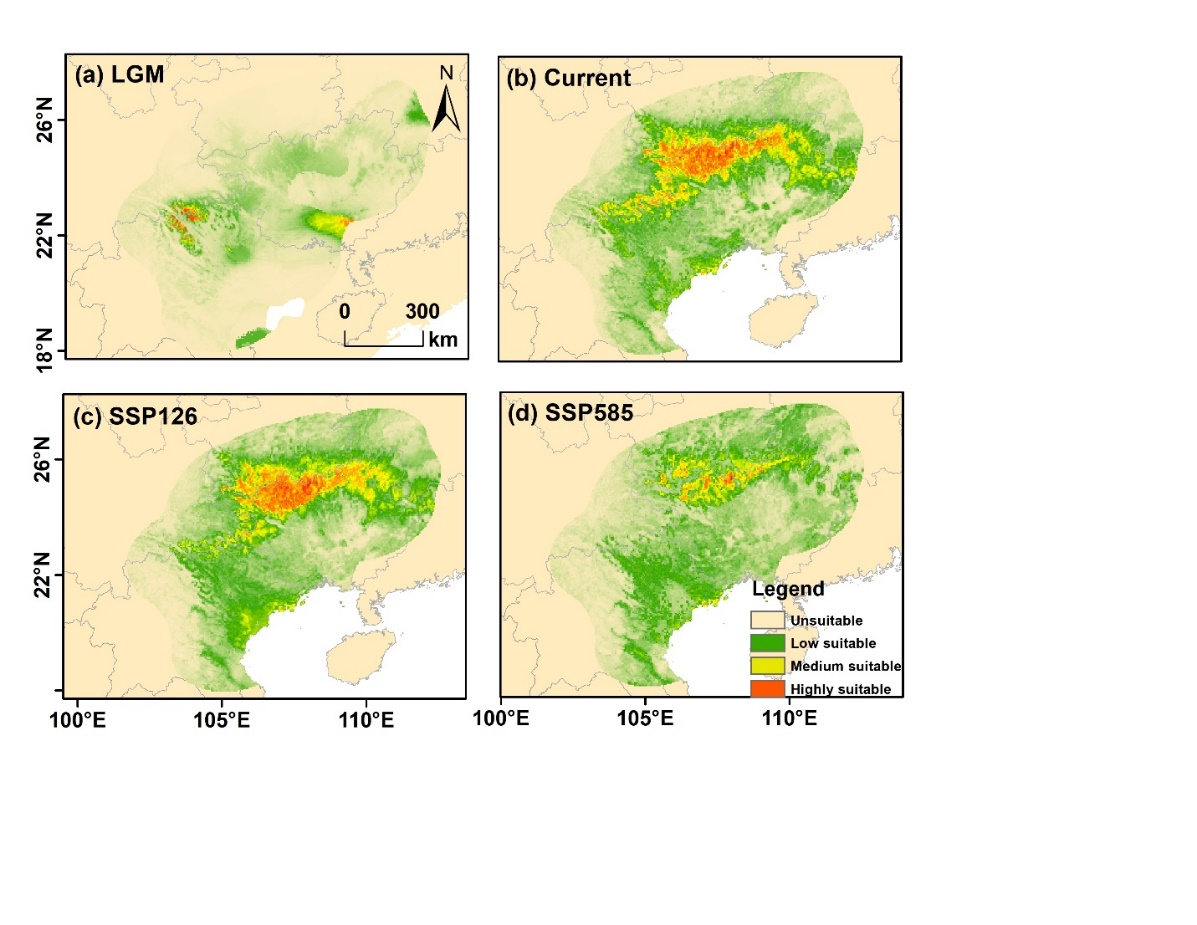 (a) LGM
N
26°N
22°N
18°N
0 300
km
(b) Current
(c) SSP126
26°N
22°N
100°E 105°E 110°E
(d) SSP585
Legend
Unsuitable
Low suitable
Medium suitable
Highly suitable
100°E 105°E 110°E